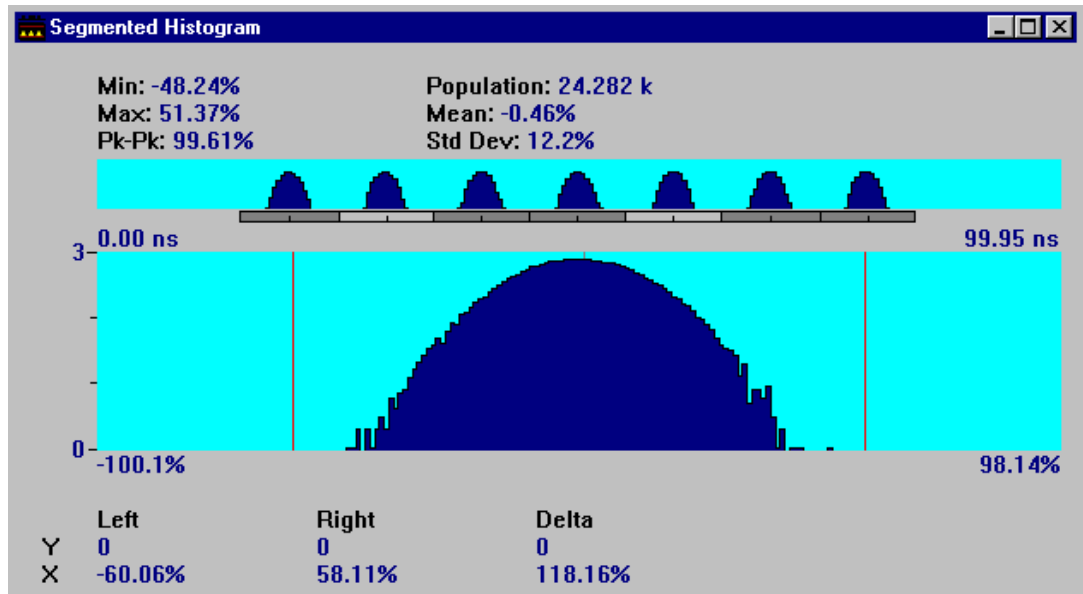 Segmented Histogram
Min: -48.24% Population: 24.282 k
Max: 51.37% Mean: -0.46%
Pk-Pk: 99.61% Std Dev: 12.2%
0.00 ns 99.95 ns
3
0
-100.1% 98.14%
Left Right Delta
Y 0 0 0
X -60.06% 58.11% 118.16%